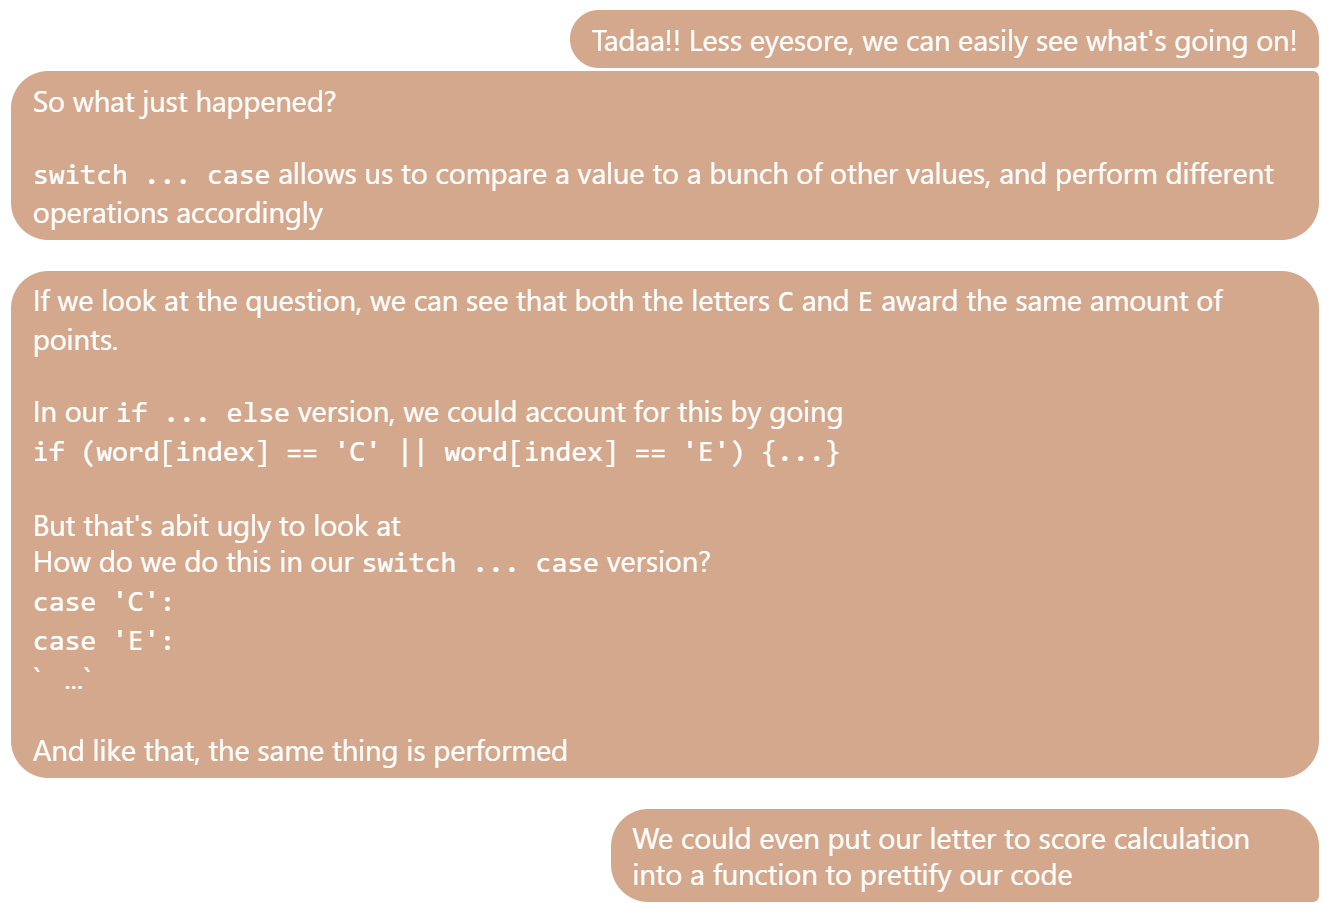 Tadaa!! Less eyesore, we can easily see what's going on!
So what just happened?
switch ... case allows us to compare a value to a bunch of other values, and perform different
operations accordingly
If we look at the question, we can see that both the letters C and E award the same amount of
points.
In our if ... else version, we could account for this by going
if (word[index] == 'C' || word[index] == 'E') {...}
But that's abit ugly to look at
How do we do this in our switch ... case version?
case 'C':
case 'E':
`  ...`
And like that, the same thing is performed
We could even put our letter to score calculation
into a function to prettify our code